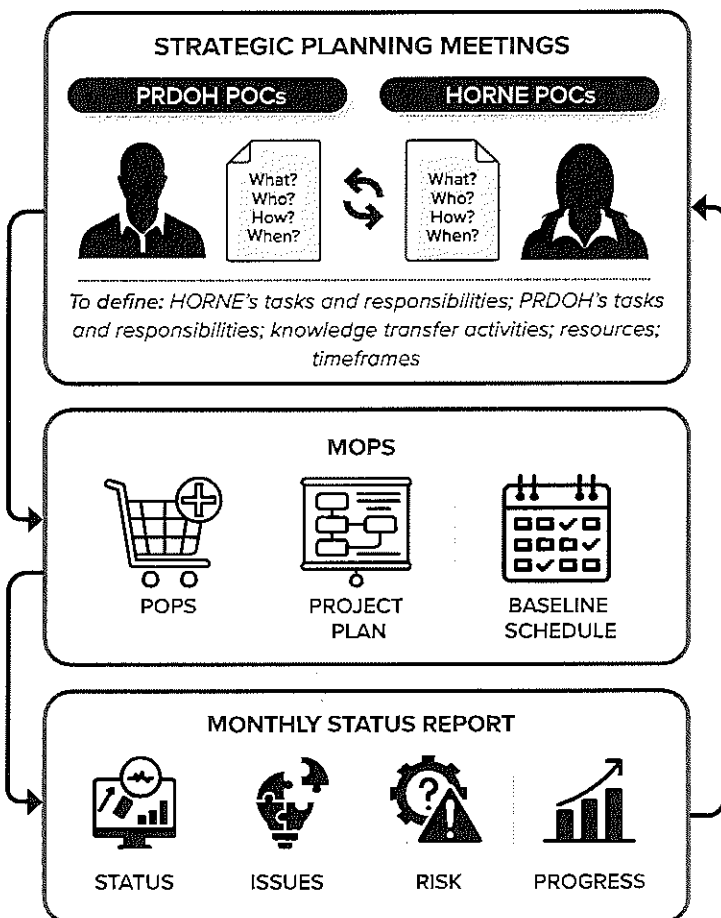 STRATEGIC PLANNING MEETINGS
PRDOH POCs
HORNE POCs
What?
Who?
How?
When?
What?
Who?
How?
When?
To define: HORNE's tasks and responsibilities; PRDOH's tasks
and responsibilities; knowledge transfer activities; resources;
timeframes
MOPS
POPS
PROJECT
PLAN
BASELINE
SCHEDULE
MONTHLY STATUS REPORT
?
!
STATUS
ISSUES
RISK
PROGRESS